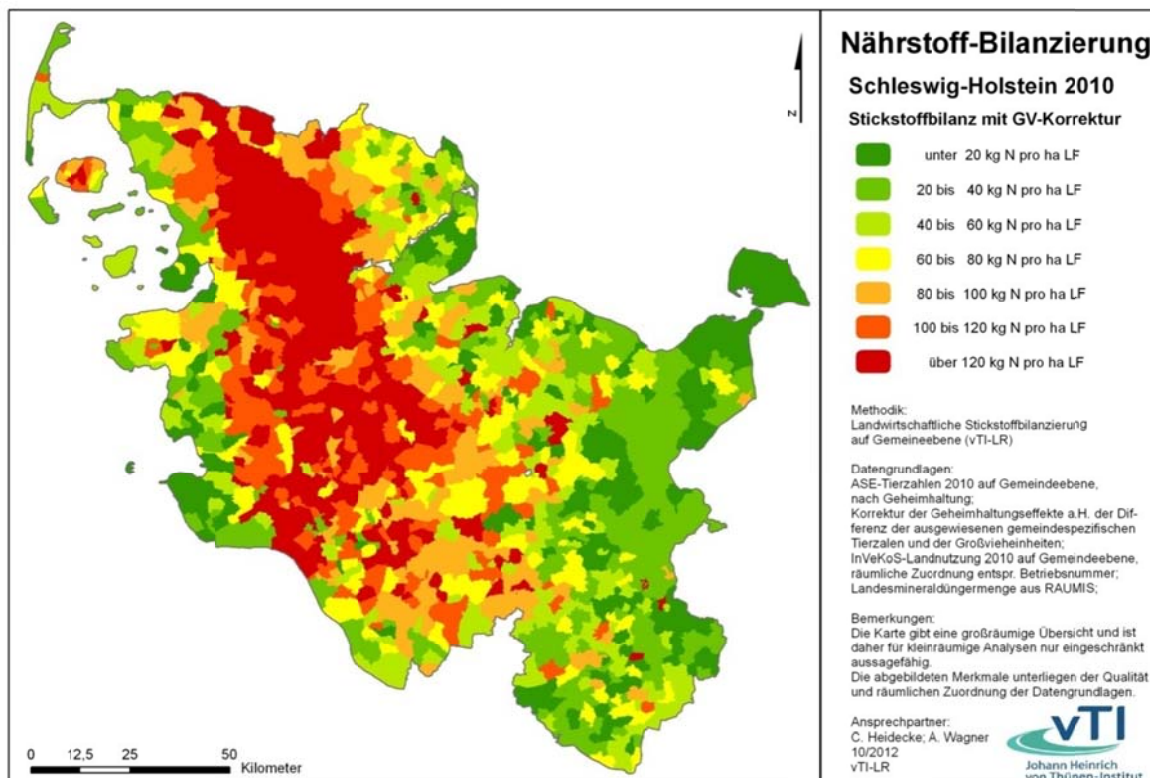 Nährstoff-Bilanzierung
Schleswig-Holstein 2010
Stickstoffbilanz mit GV-Korrektur
unter 20 kg N pro ha LF
20 bis 40 kg N pro ha LF
40 bis 60 kg N pro ha LF
60 bis 80 kg N pro ha LF
80 bis 100 kg N pro ha LF
100 bis 120 kg N pro ha LF
über 120 kg N pro ha LF
Methodik:
Landwirtschaftliche Stickstoffbilanzierung
auf Gemeineebene (vTI-LR)
Datengrundlagen:
ASE-Tierzahlen 2010 auf Gemeindeebene,
nach Geheimhaltung;
Korrektur der Geheimhaltungseffekte a.H. der Dif-
ferenz der ausgewiesenen gemeindespezifischen
Tierzalen und der Großvieheinheiten;
InVeKoS-Landnutzung 2010 auf Gemendeebene,
räumliche Zuordnung entspr. Betriebsnummer;
Landesmineraldüngermenge aus RAUMIS;
Bemerkungen:
Die Karte gibt eine großräumige Übersicht und ist
daher für kleinräumige Analysen nur eingeschränkt
aussagefähig.
Die abgebildeten Merkmale unterliegen der Qualität
und räumlichen Zuordnung der Datengrundlagen.
Ansprechpartner:
C. Heidecke; A. Wagner
10/2012
vTI-LR
vTI
Johann Heinrich
von Thünen-Institut
N
0 12,5 25 50
Kilometer